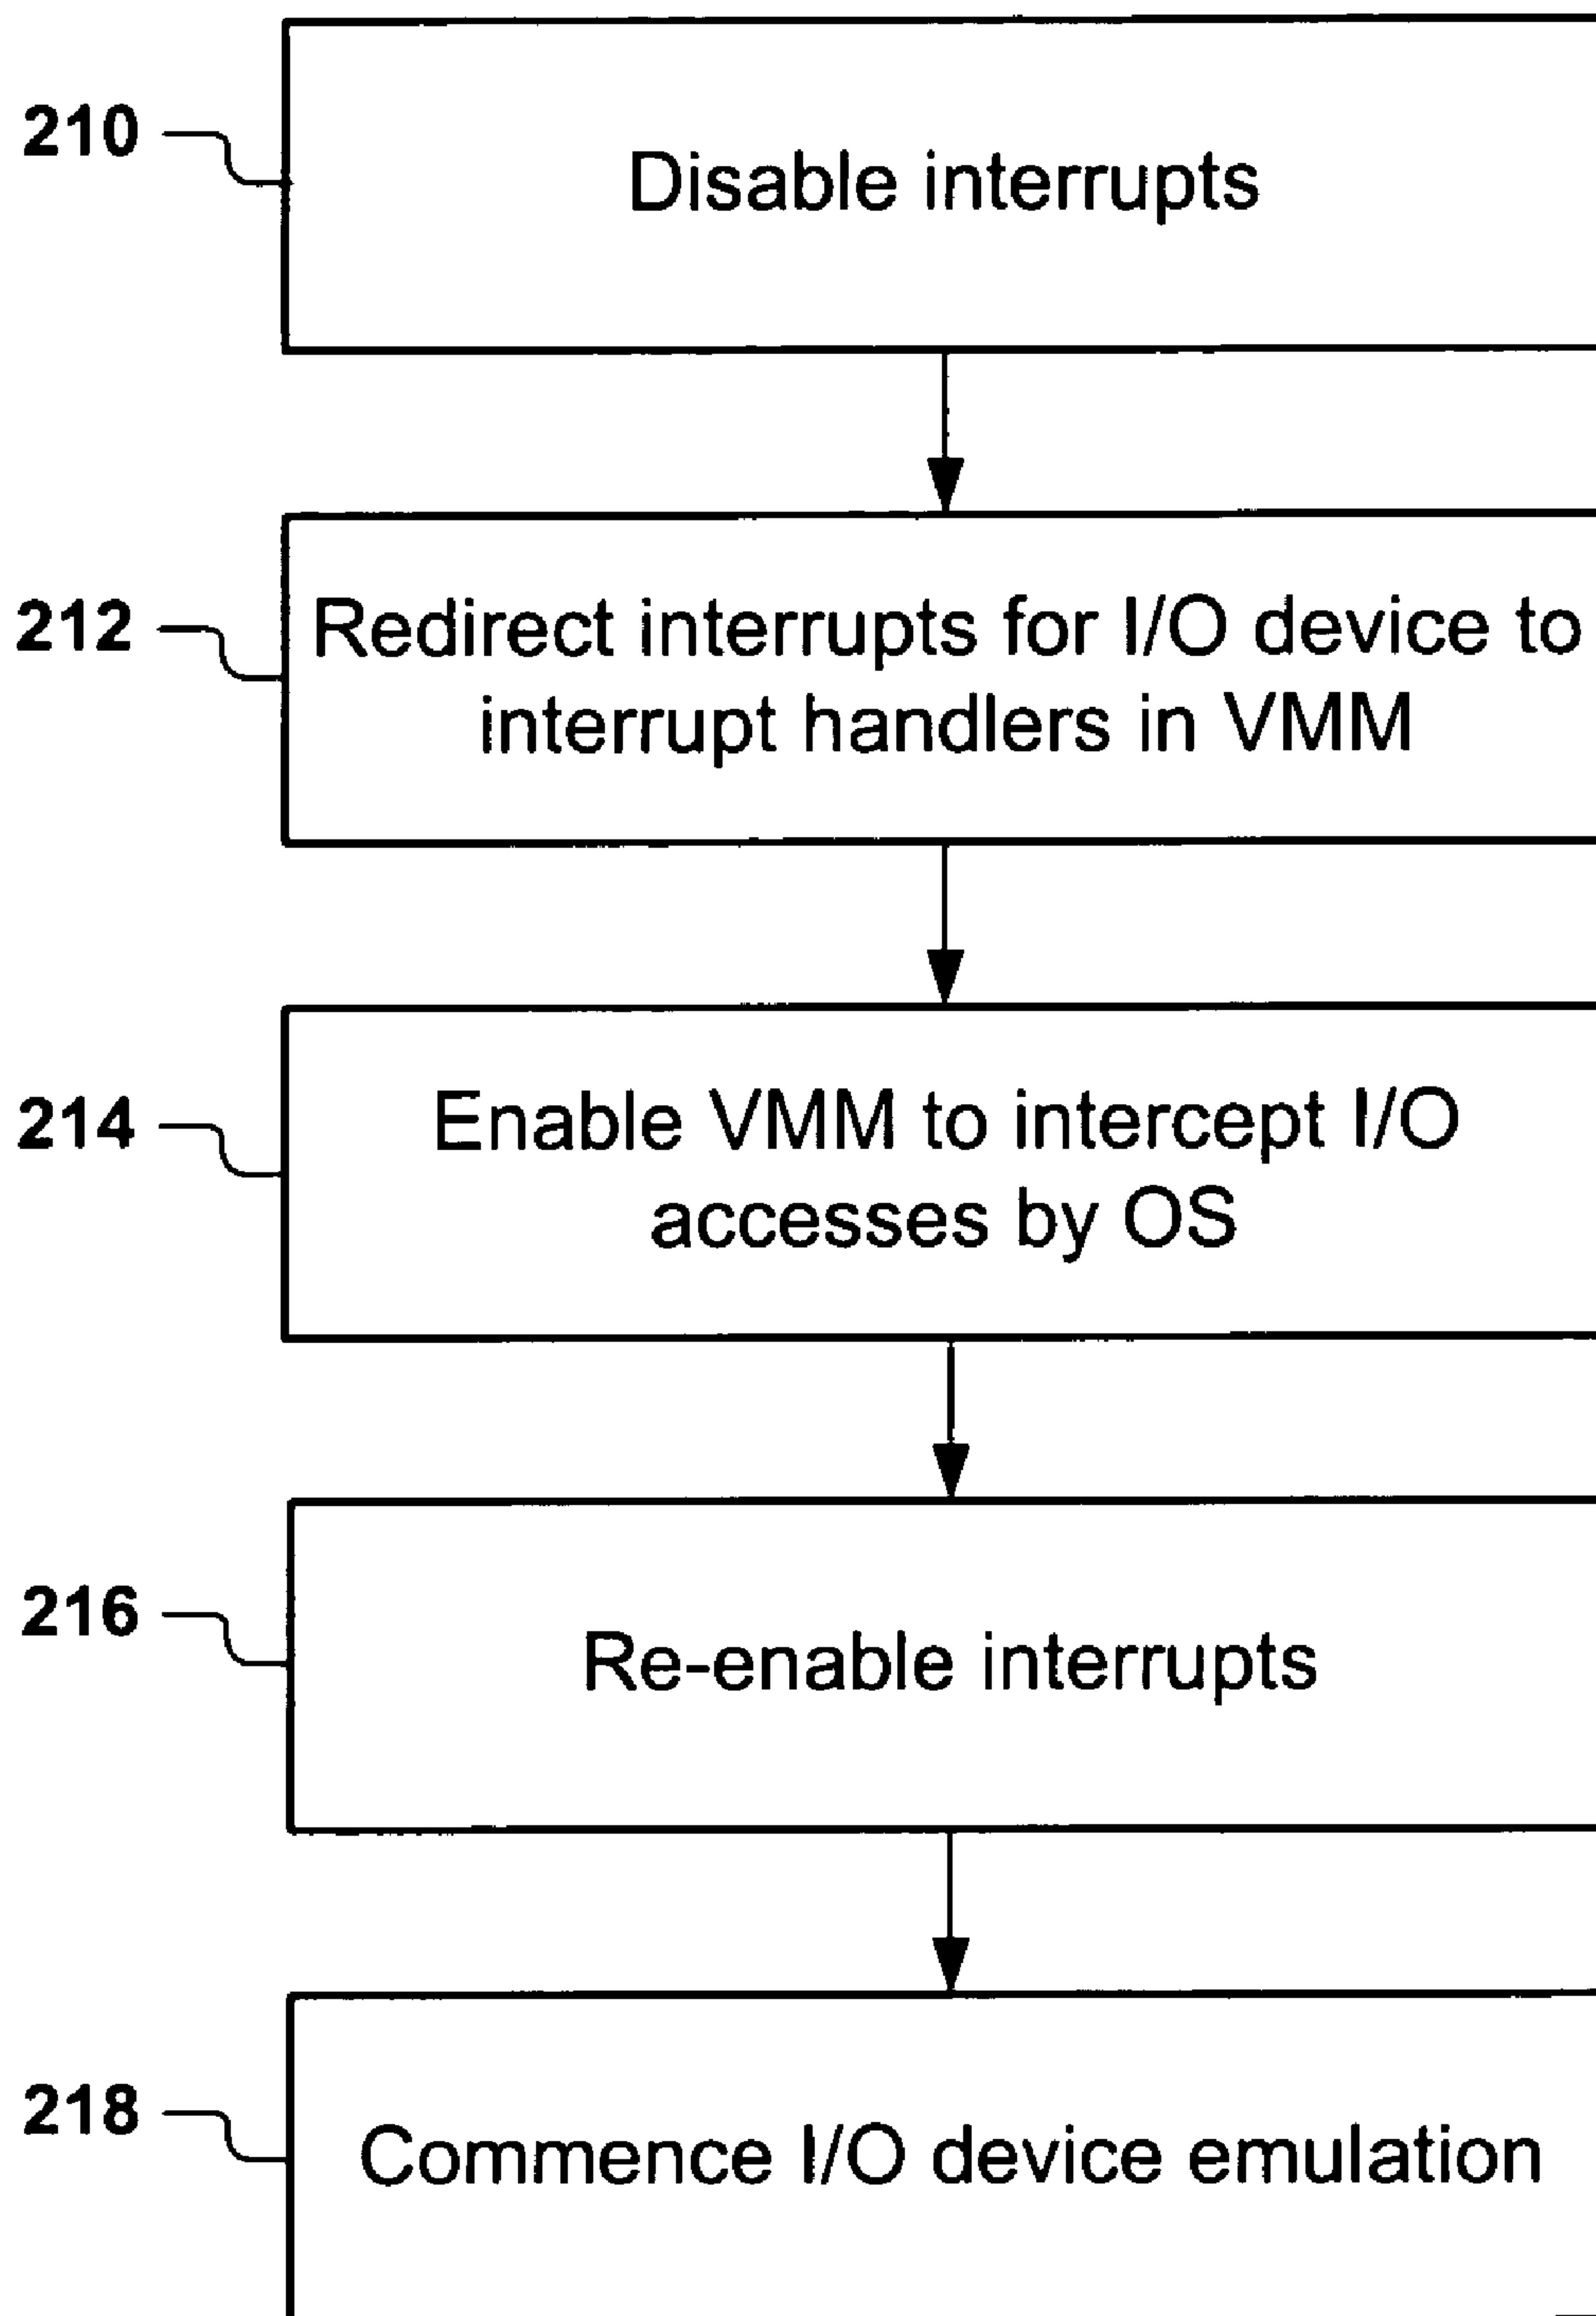 210
Disable interrupts
212
Redirect interrupts for I/O device to
interrupt handlers in VMM
214
Enable VMM to intercept I/O
accesses by OS
216
Re-enable interrupts
218
Commence I/O device emulation